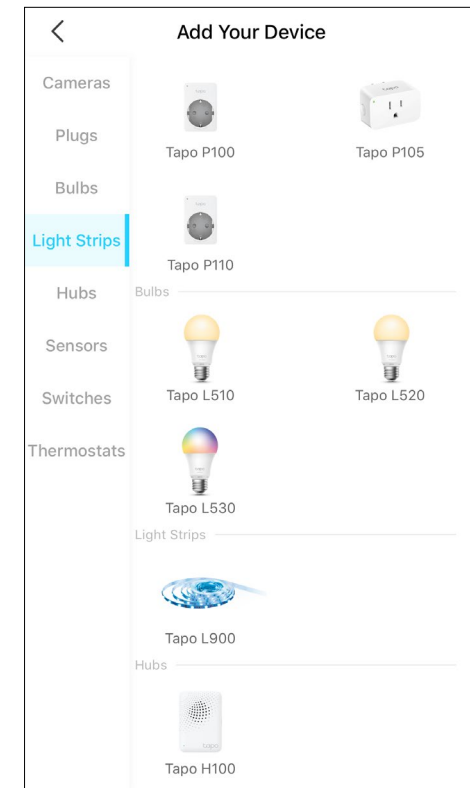 Add Your Device
Cameras
Plugs
Bulbs
Light Strips
Hubs
Sensors
Switches
Thermostats
Tapo P100
Tapo P105
Tapo P110
Bulbs
Tapo L510
Tapo L520
Tapo L530
Light Strips
Tapo L900
Hubs
tapo
Tapo H100